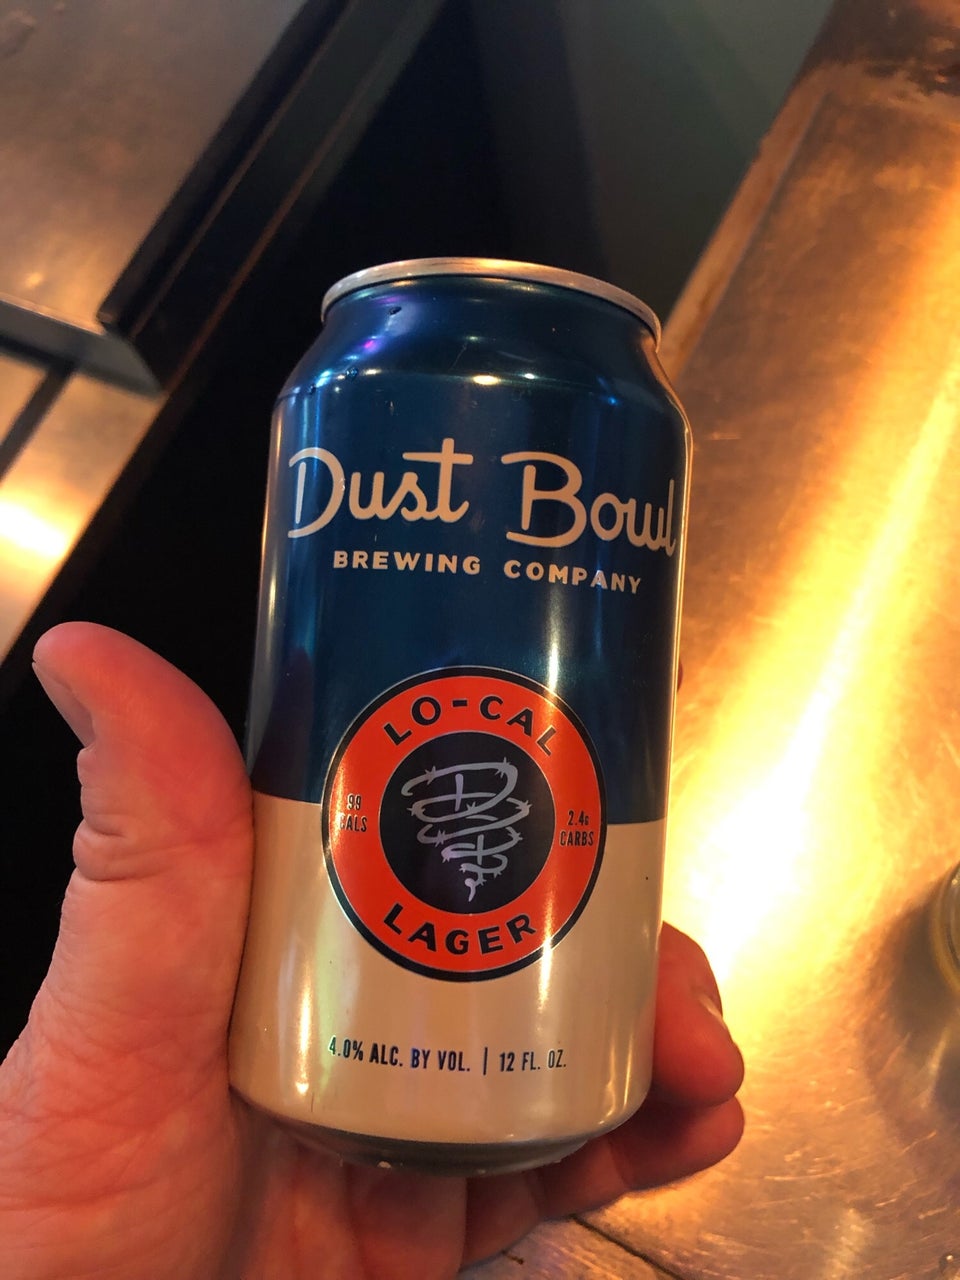 Dust Bowl
BREWING COMPANY
LO-CAL
99
CALS
2.4G
CARBS
LAGER
4.0% ALC. BY VOL. | 12 FL. OZ.